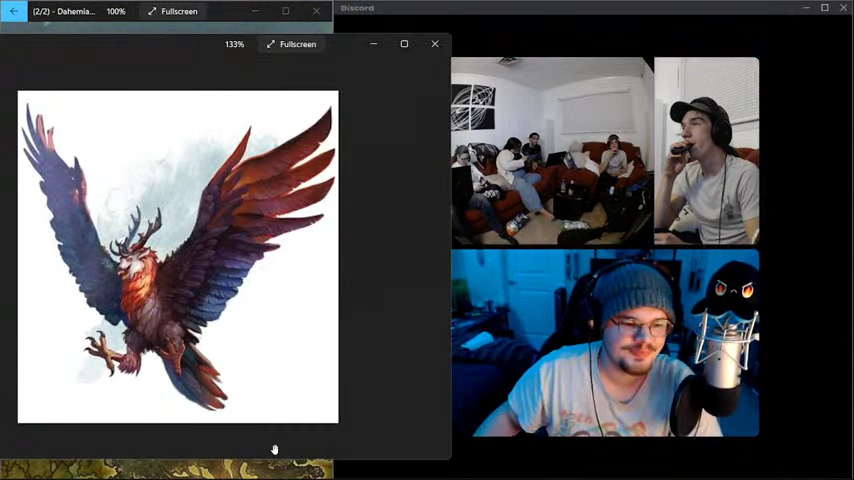 (2/2) - Dahemia...
100%
Fullscreen
Discord
133%
Fullscreen